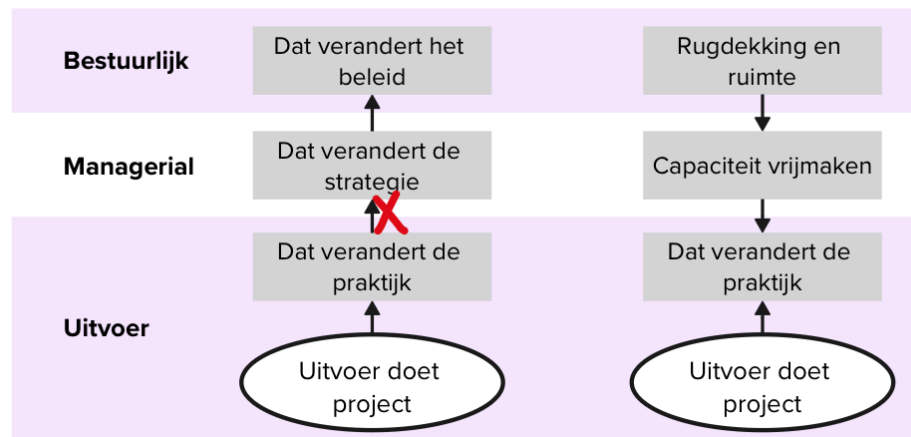 Bestuurlijk
Dat verandert het
beleid
Rugdekking en
ruimte
Managerial
Dat verandert de
strategie
Capaciteit vrijmaken
Uitvoer
Dat verandert de
praktijk
Dat verandert de
praktijk
Uitvoer doet
project
Uitvoer doet
project